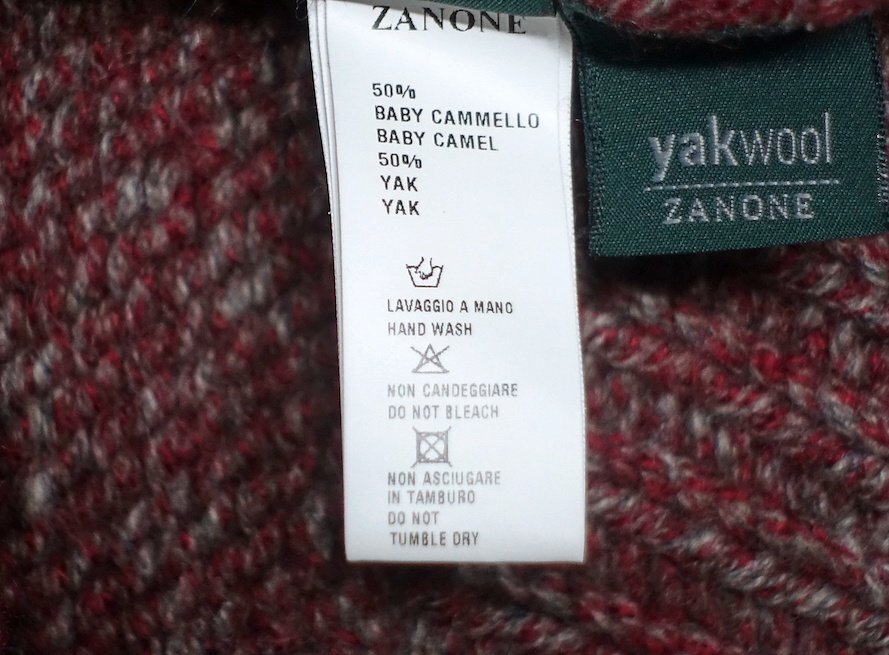 ZANONE
50%
BABY CAMMELLO
BABY CAMEL
50%
YAK
YAK
LAVAGGIO A MANO
HAND WASH
NON CANDEGGIARE
DO NOT BLEACH
NON ASCIUGARE
IN TAMBURO
DO NOT
TUMBLE DRY
yakwool
ZANONE